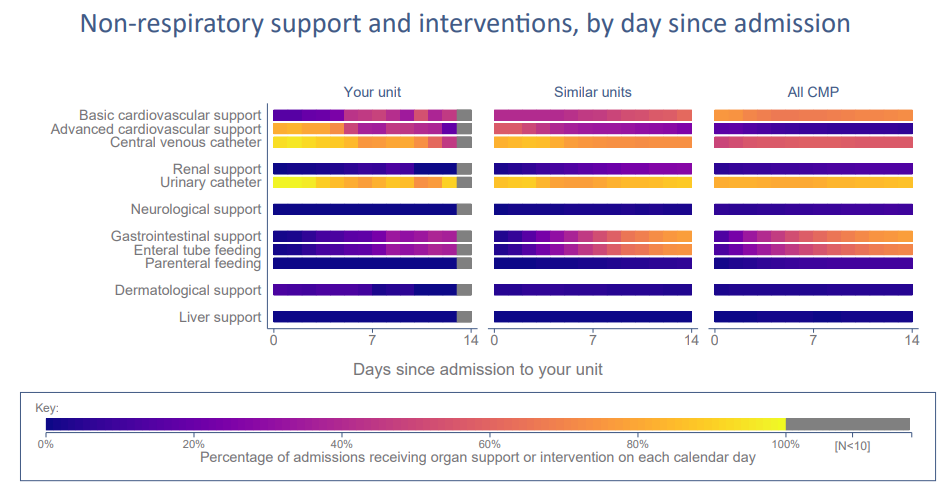 Non-respiratory support and interventions, by day since admission
Your unit Similar units All CMP
Basic cardiovascular support
Advanced cardiovascular support
Central venous catheter
Renal support
Urinary catheter
Neurological support
Gastrointestinal support
Enteral tube feeding
Parenteral feeding
Dermatological support
Liver support
0 7 14 0 7 14 0 7 14
Days since admission to your unit
Key:
0% 20% 40% 60% 80% 100% [N<10]
Percentage of admissions receiving organ support or intervention on each calendar day